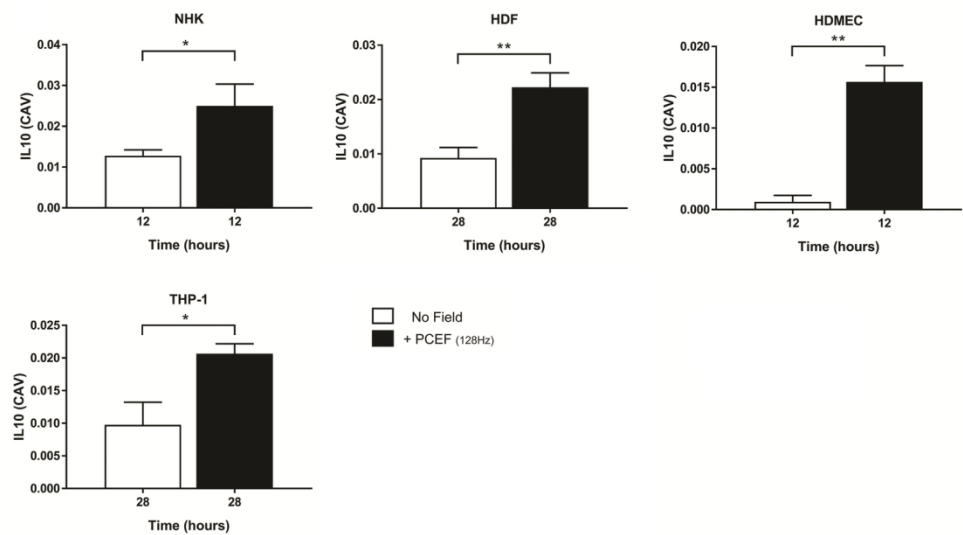 NHK
*
0.04
0.03
0.02
0.01
0.00
IL10 (CAV)
12
12
Time (hours)
HDF
**
0.03
0.02
0.01
0.00
IL10 (CAV)
28
28
Time (hours)
HDMEC
**
0.020
0.015
0.010
0.005
0.000
IL10 (CAV)
12
12
Time (hours)
THP-1
*
0.025
0.020
0.015
0.010
0.005
0.000
IL10 (CAV)
28
28
Time (hours)
No Field
+ PCEF (128Hz)